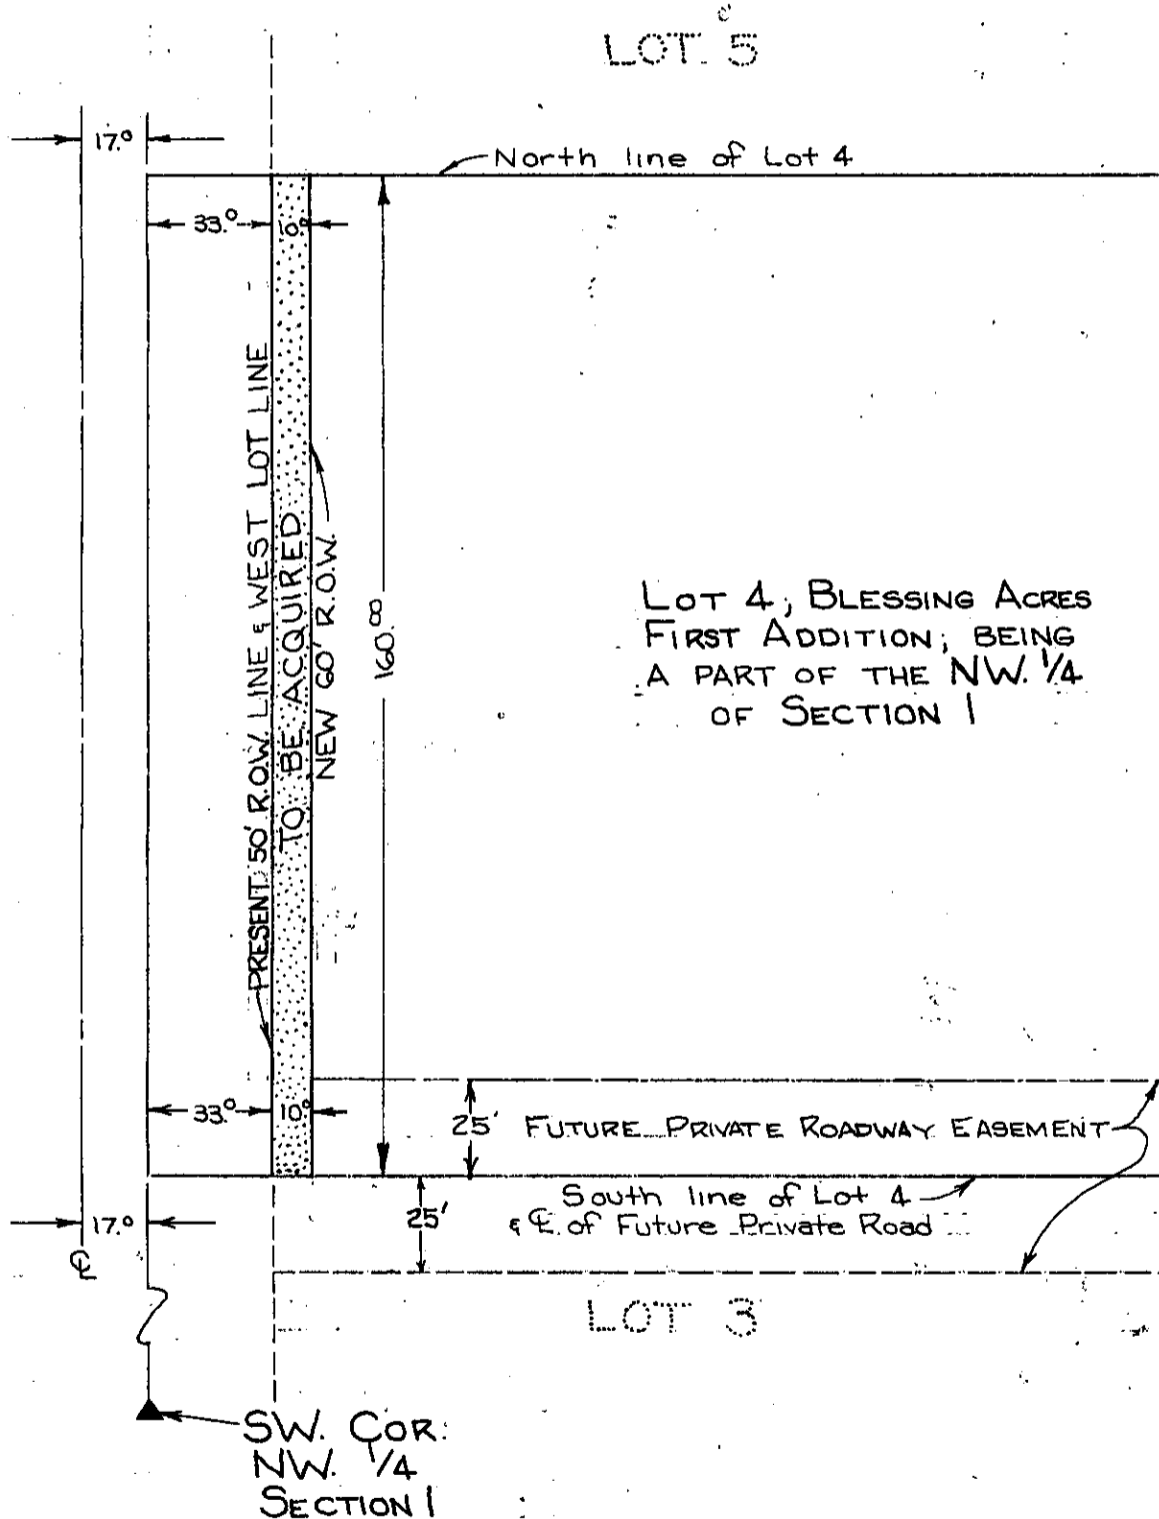 LOT 5
17.0
North line of Lot 4
33.0
10.0
PRESENT 50' R.O.W. LINE & WEST LOT LINE
TO BE ACQUIRED
NEW 60' R.O.W.
160.00
LOT 4, BLESSING ACRES
FIRST ADDITION; BEING
A PART OF THE NW. 1/4
OF SECTION 1
33.0
10.0
25' FUTURE PRIVATE ROADWAY EASEMENT
South line of Lot 4
& ℄ of Future Private Road
25'
17.0
℄
LOT 3
SW. COR.
NW. 1/4
SECTION 1